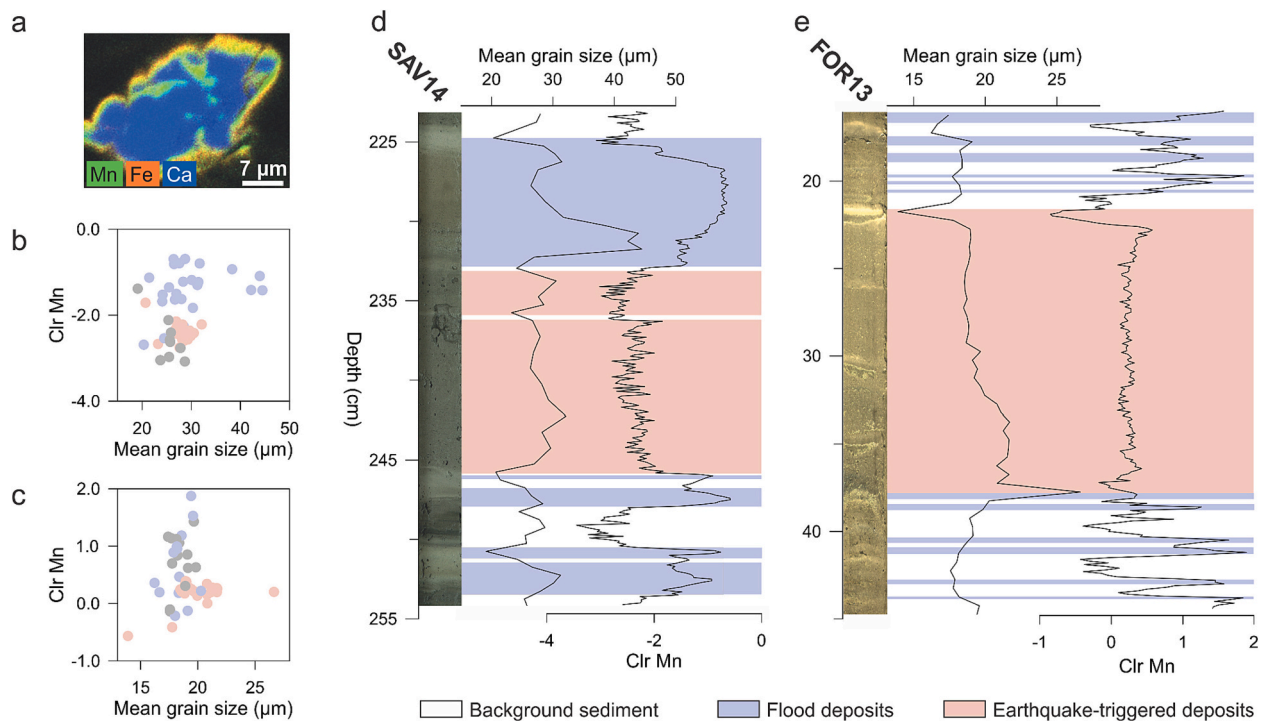 a
Mn Fe Ca 7 µm
b
0.0
-2.0
-4.0
Clr Mn
20 30 40 50
Mean grain size (µm)
c
2.0
1.0
0.0
-1.0
Clr Mn
15 20 25
Mean grain size (µm)
d
SAV14
Mean grain size (µm)
20 30 40 50
225
235
245
255
Depth (cm)
-4 -2 0
Clr Mn
e
FOR13
Mean grain size (µm)
15 20 25
20
30
40
-1 0 1 2
Clr Mn
Background sediment Flood deposits Earthquake-triggered deposits